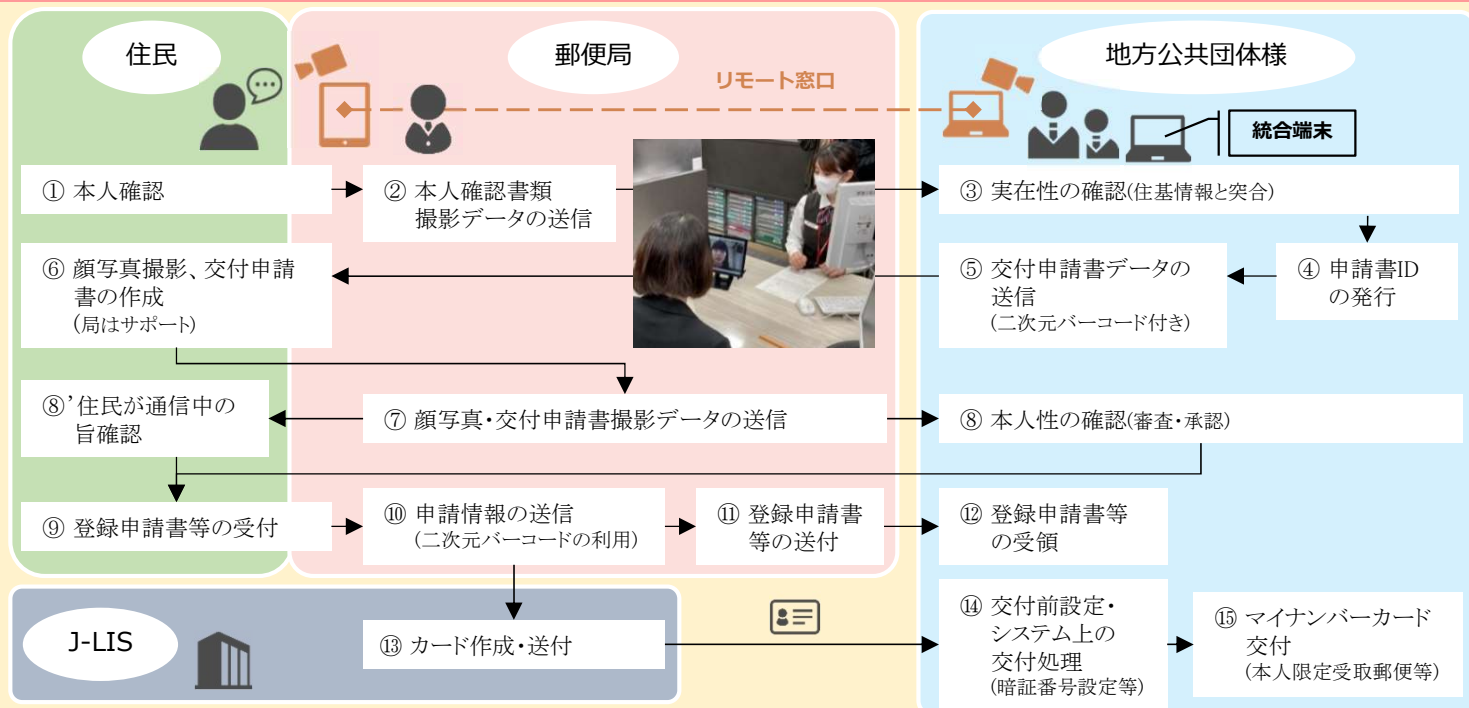 住民
郵便局
地方公共団体様
リモート窓口
統合端末
① 本人確認
② 本人確認書類
撮影データの送信
③ 実在性の確認(住基情報と突合)
⑥ 顔写真撮影、交付申請
書の作成
(局はサポート)
⑤ 交付申請書データの
送信
(二次元バーコード付き)
④ 申請書ID
の発行
⑧’住民が通信中の
旨確認
⑦ 顔写真・交付申請書撮影データの送信
⑧ 本人性の確認(審査・承認)
⑨ 登録申請書等の受付
⑩ 申請情報の送信
(二次元バーコードの利用)
⑪ 登録申請書
等の送付
⑫ 登録申請書等
の受領
J-LIS
⑬ カード作成・送付
⑭ 交付前設定・
システム上の
交付処理
(暗証番号設定等)
⑮ マイナンバーカード
交付
(本人限定受取郵便等)